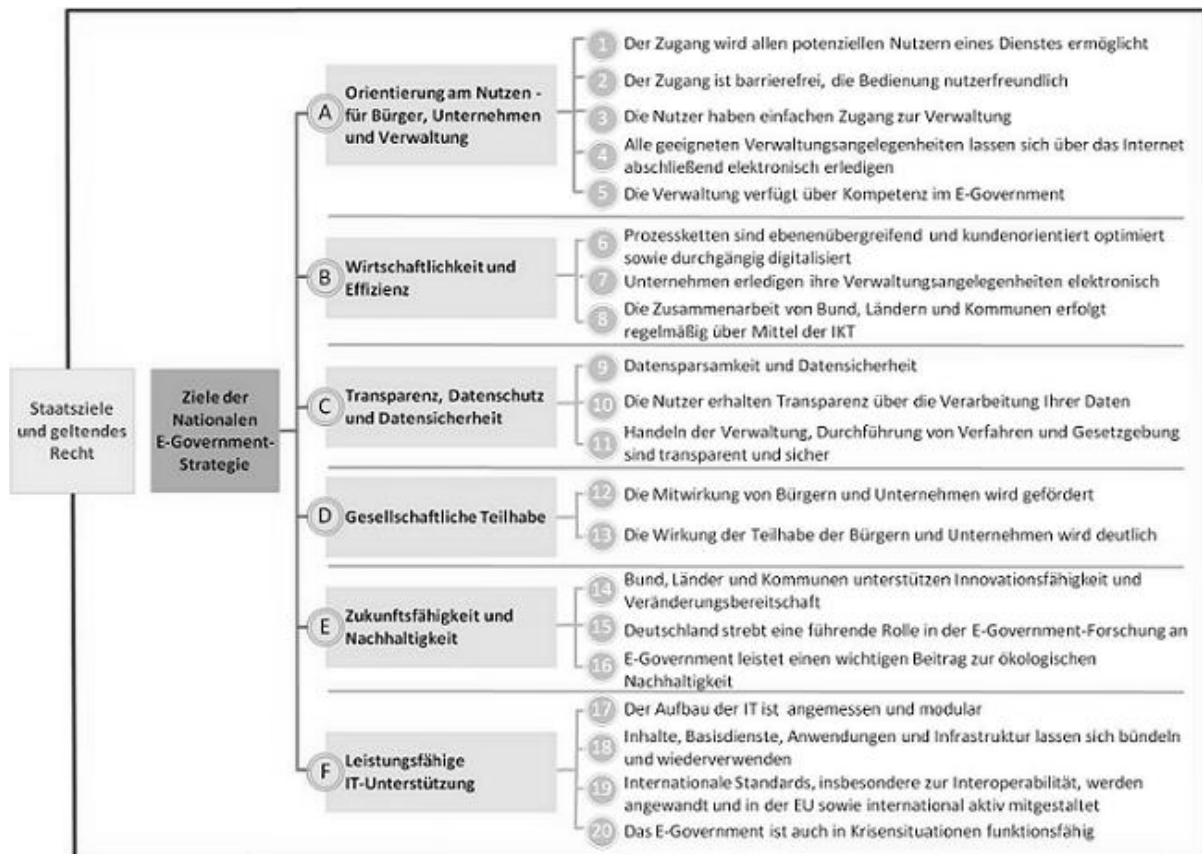 Staatsziele
und geltendes
Recht
Ziele der
Nationalen
E-Government-
Strategie
A
Orientierung am Nutzen -
für Bürger, Unternehmen
und Verwaltung
1 Der Zugang wird allen potenziellen Nutzern eines Dienstes ermöglicht
2 Der Zugang ist barrierefrei, die Bedienung nutzerfreundlich
3 Die Nutzer haben einfachen Zugang zur Verwaltung
4 Alle geeigneten Verwaltungsangelegenheiten lassen sich über das Internet
abschließend elektronisch erledigen
5 Die Verwaltung verfügt über Kompetenz im E-Government
B
Wirtschaftlichkeit und
Effizienz
6 Prozessketten sind ebenenübergreifend und kundenorientiert optimiert
sowie durchgängig digitalisiert
7 Unternehmen erledigen ihre Verwaltungsangelegenheiten elektronisch
8 Die Zusammenarbeit von Bund, Ländern und Kommunen erfolgt
regelmäßig über Mittel der IKT
C
Transparenz, Datenschutz
und Datensicherheit
9 Datensparsamkeit und Datensicherheit
10 Die Nutzer erhalten Transparenz über die Verarbeitung Ihrer Daten
11 Handeln der Verwaltung, Durchführung von Verfahren und Gesetzgebung
sind transparent und sicher
D
Gesellschaftliche Teilhabe
12 Die Mitwirkung von Bürgern und Unternehmen wird gefördert
13 Die Wirkung der Teilhabe der Bürgern und Unternehmen wird deutlich
E
Zukunftsfähigkeit und
Nachhaltigkeit
14 Bund, Länder und Kommunen unterstützen Innovationsfähigkeit und
Veränderungsbereitschaft
15 Deutschland strebt eine führende Rolle in der E-Government-Forschung an
16 E-Government leistet einen wichtigen Beitrag zur ökologischen
Nachhaltigkeit
F
Leistungsfähige
IT-Unterstützung
17 Der Aufbau der IT ist angemessen und modular
18 Inhalte, Basisdienste, Anwendungen und Infrastruktur lassen sich bündeln
und wiederverwenden
19 Internationale Standards, insbesondere zur Interoperabilität, werden
angewandt und in der EU sowie international aktiv mitgestaltet
20 Das E-Government ist auch in Krisensituationen funktionsfähig